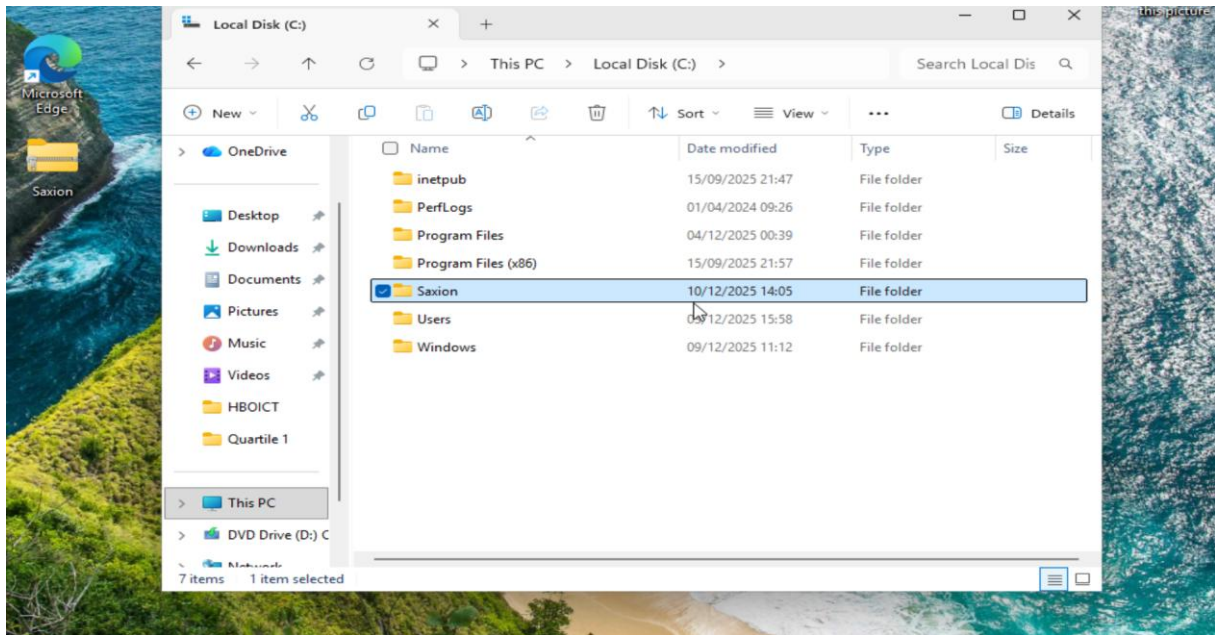 this picture
Microsoft
Edge
Saxion
Local Disk (C:)
This PC > Local Disk (C:) >
Search Local Dis
New
Sort
View
Details
OneDrive
Desktop
Downloads
Documents
Pictures
Music
Videos
HBOICT
Quartile 1
This PC
DVD Drive (D:) C
Network
Name Date modified Type Size
inetpub 15/09/2025 21:47 File folder
PerfLogs 01/04/2024 09:26 File folder
Program Files 04/12/2025 00:39 File folder
Program Files (x86) 15/09/2025 21:57 File folder
Saxion 10/12/2025 14:05 File folder
Users 15:58 File folder
Windows 09/12/2025 11:12 File folder
7 items 1 item selected